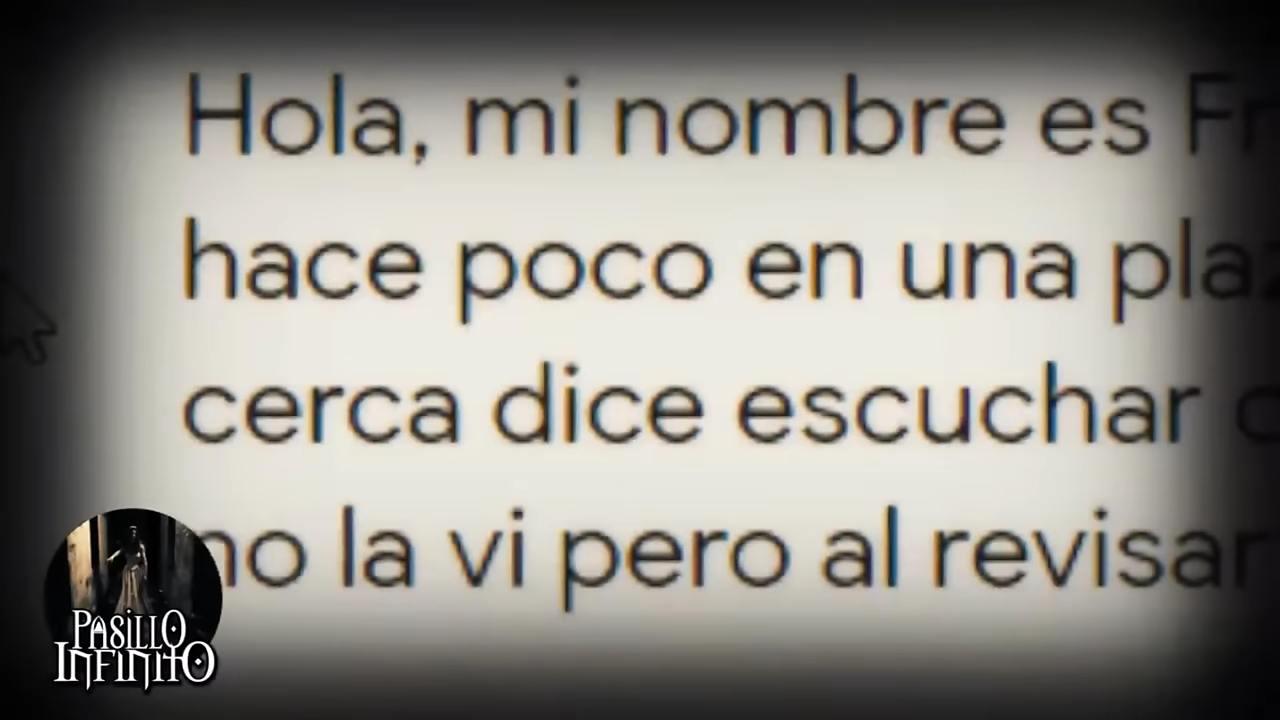 Hola, mi nombre es
hace poco en una
cerca dice escuchar
no la vi pero al revisar
PASILLO
INFINITO